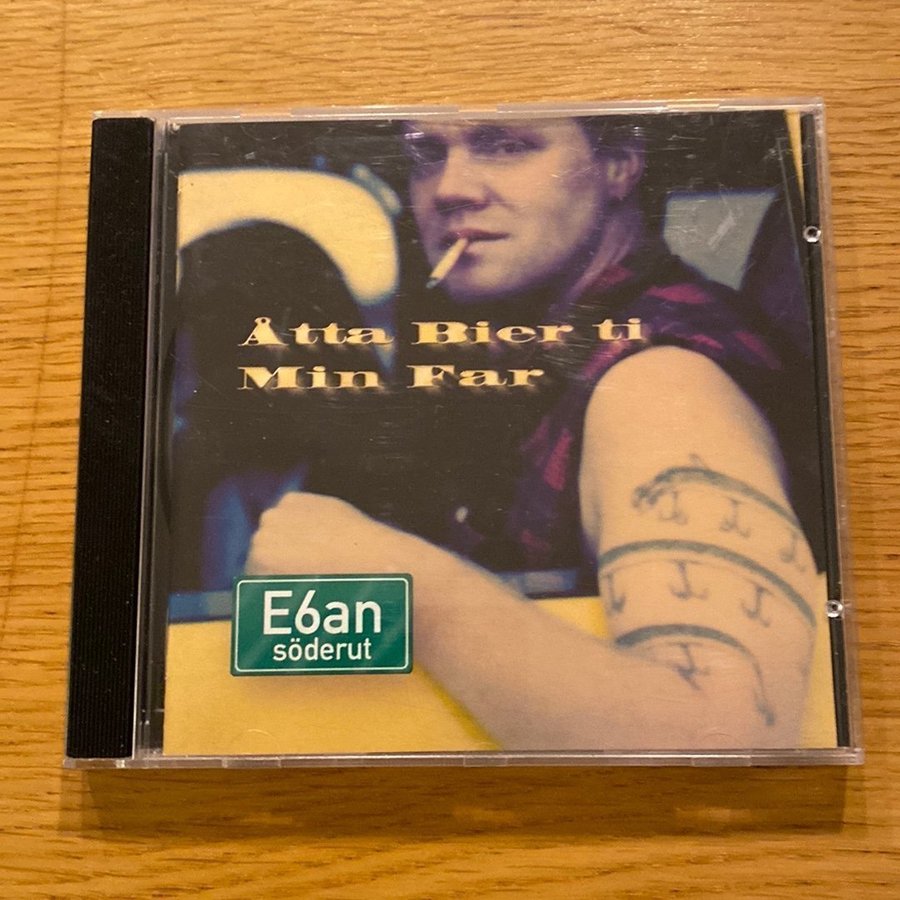 Åtta Bier ti
Min Far
E6an
söderut